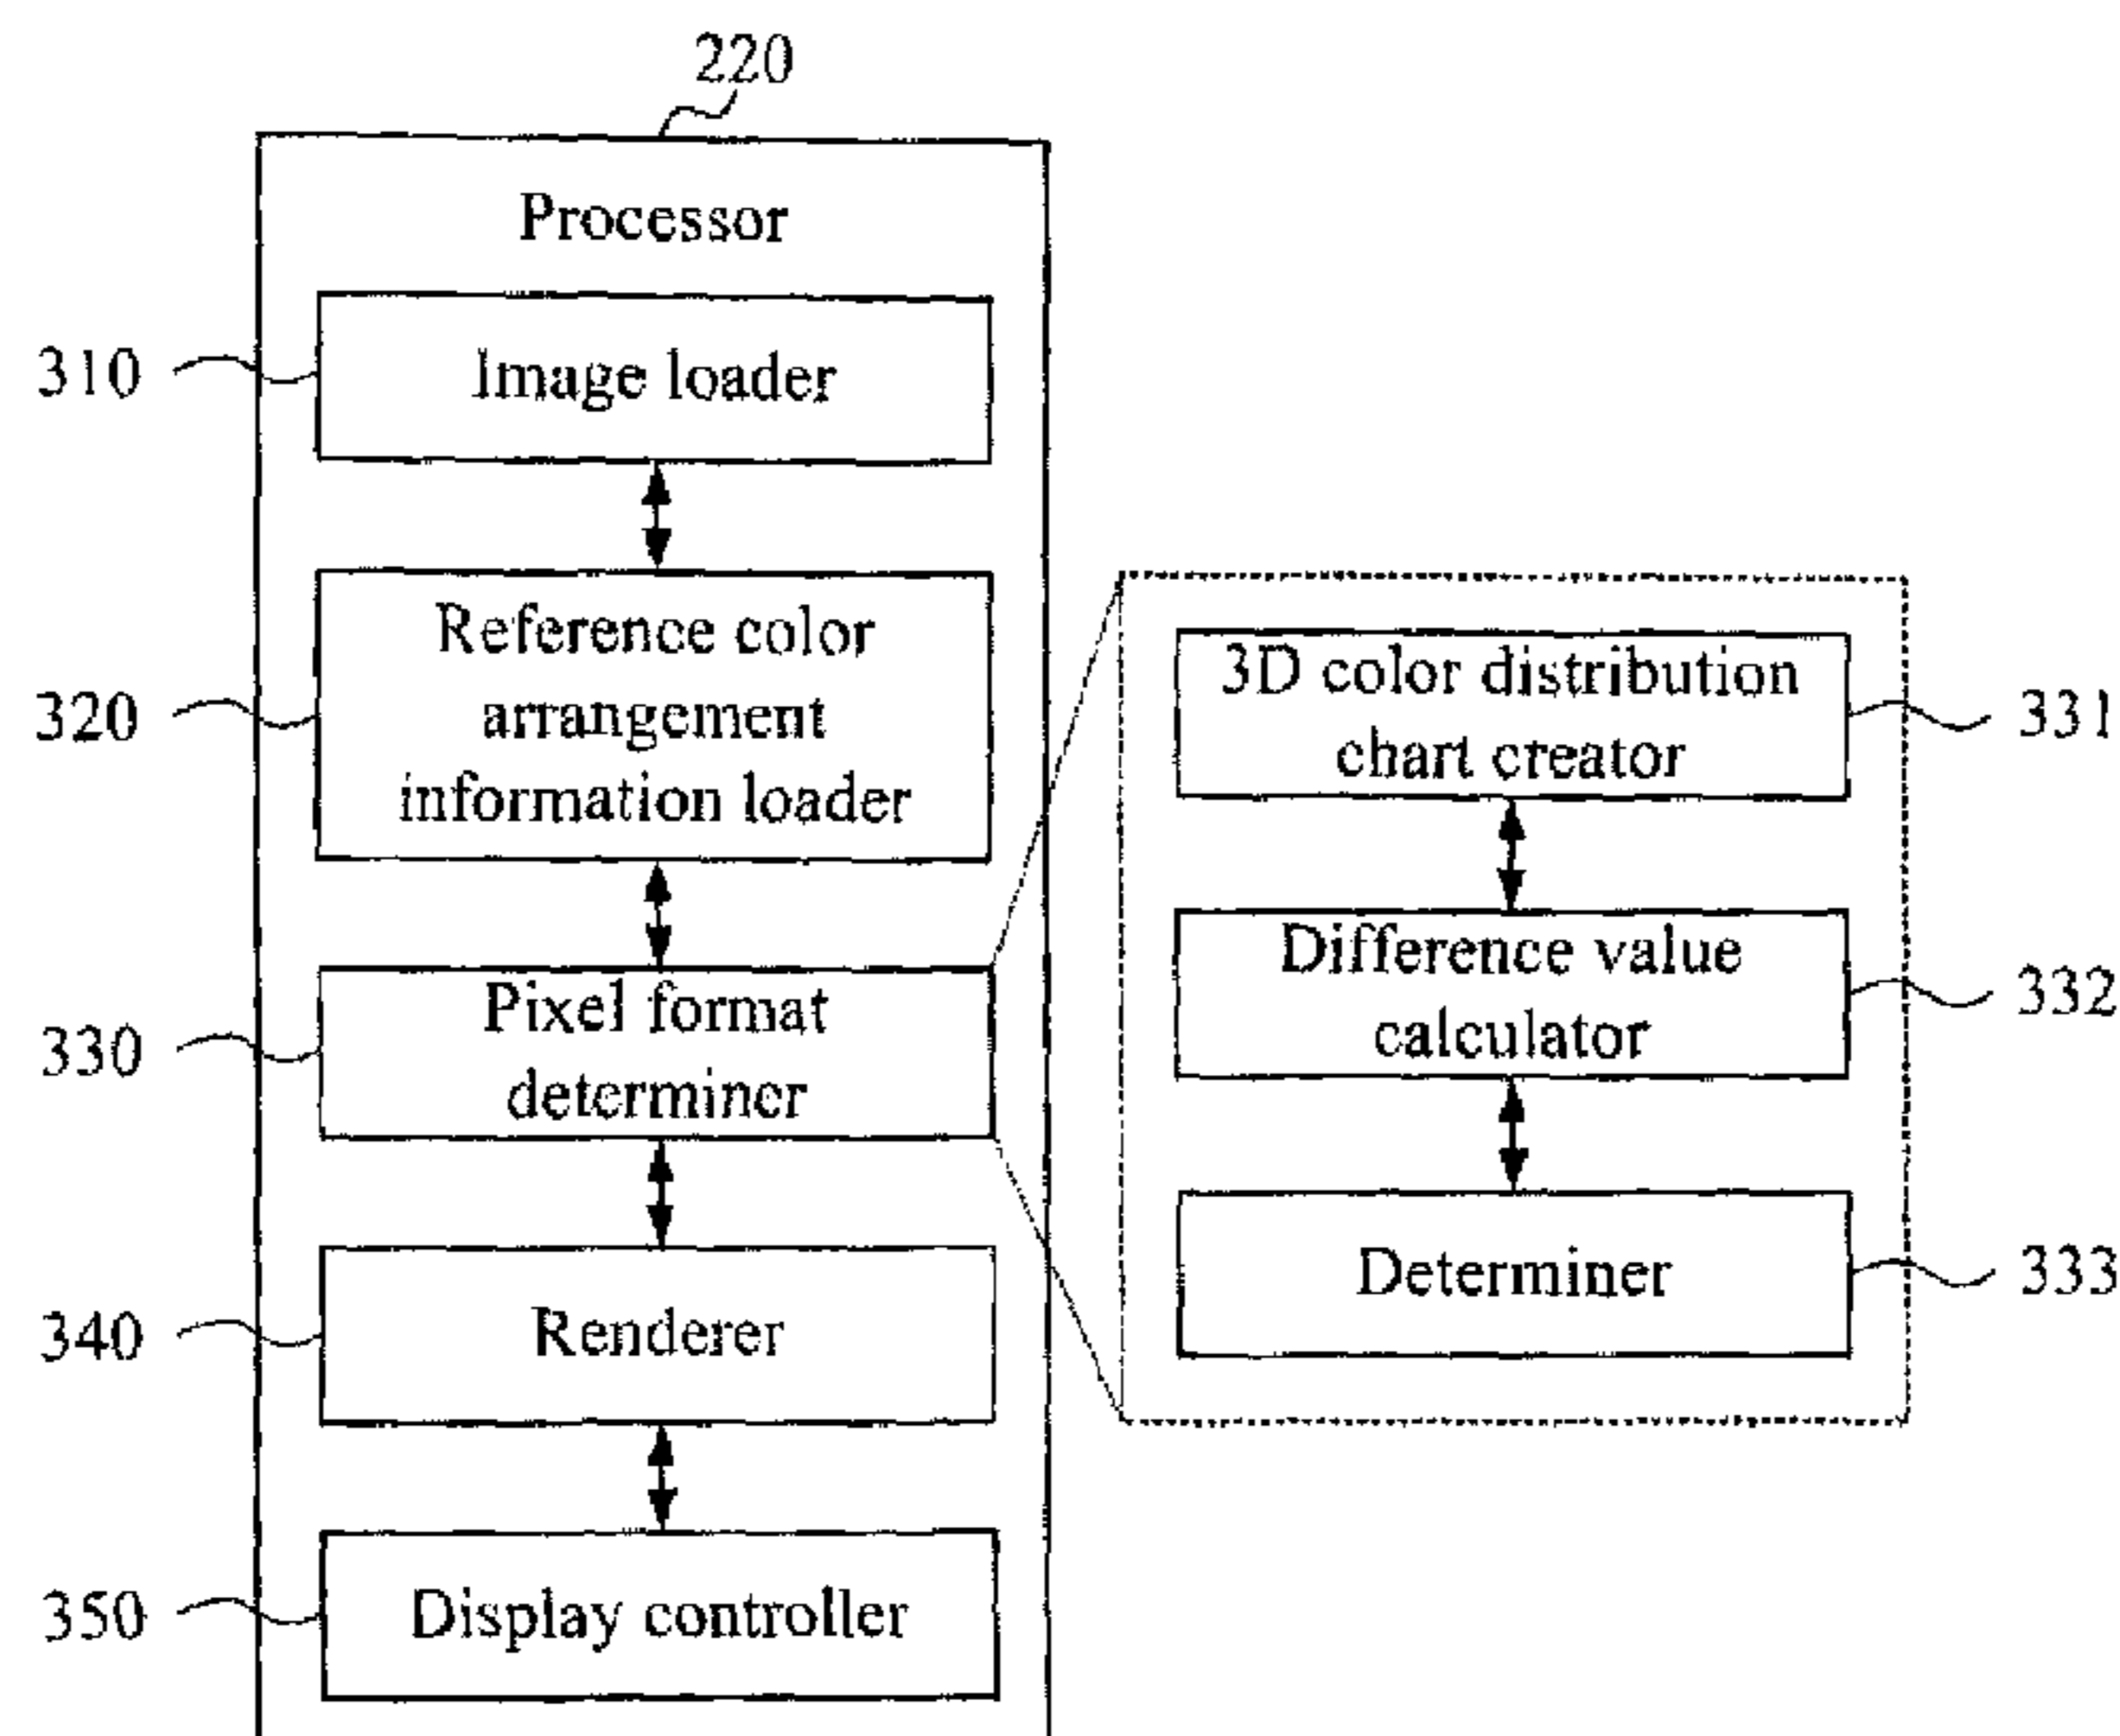 220
Processor
310
Image loader
320
Reference color
arrangement
information loader
330
Pixel format
determiner
340
Renderer
350
Display controller
3D color distribution
chart creator
331
Difference value
calculator
332
Determiner
333